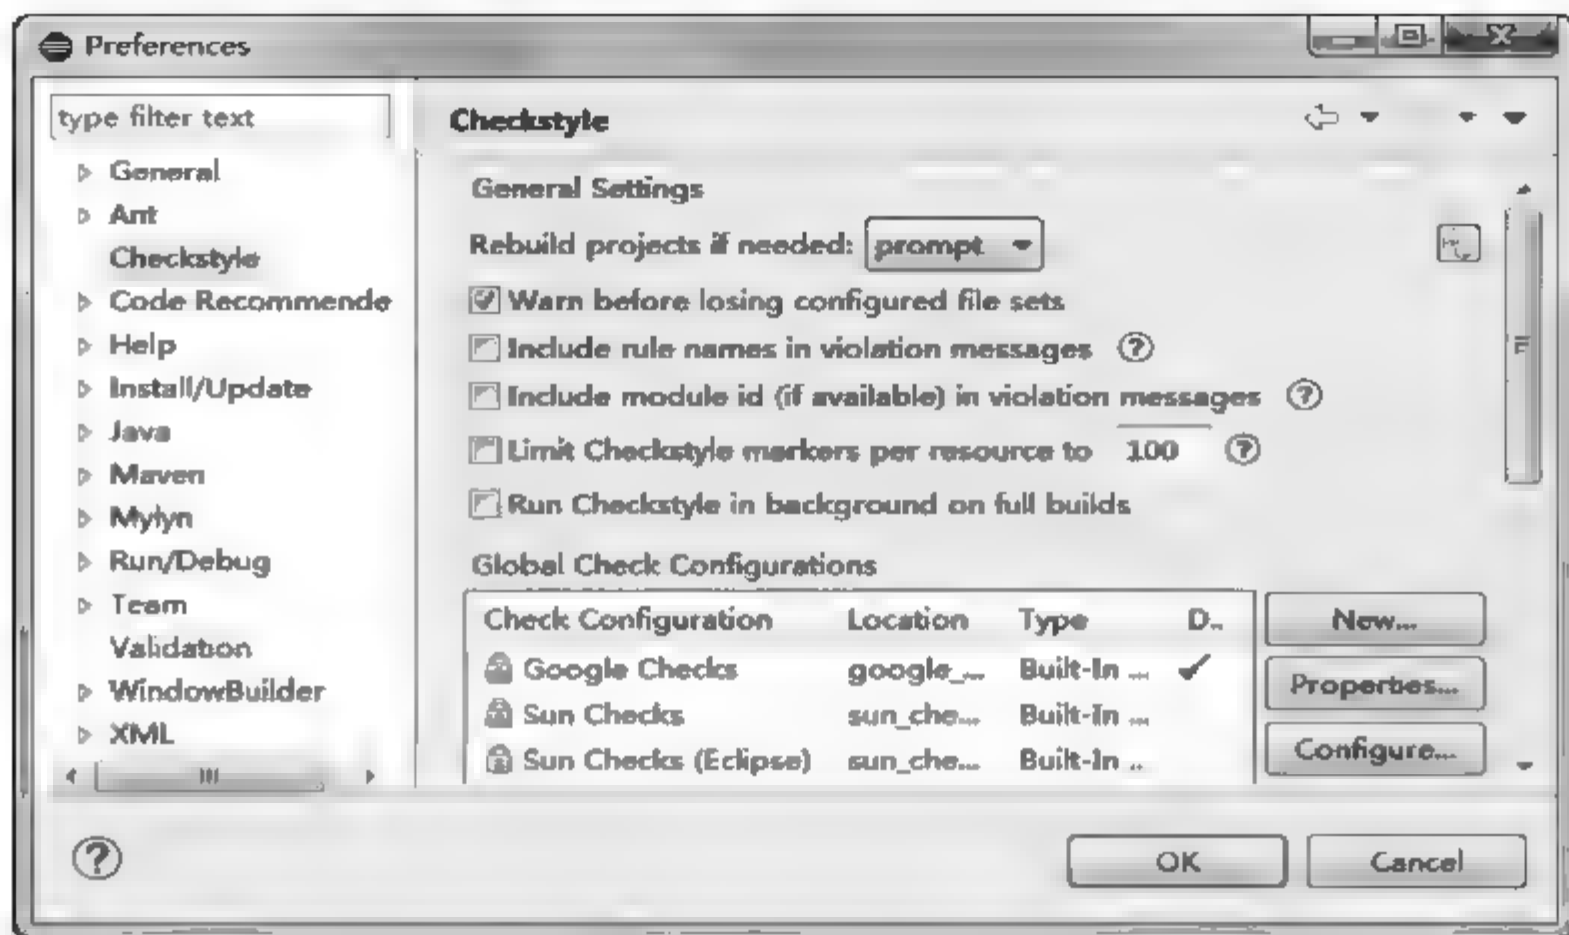 Preferences
type filter text
General
Ant
Checkstyle
Code Recommende
Help
Install/Update
Java
Maven
Mylyn
Run/Debug
Team
Validation
WindowBuilder
XML
Checkstyle
General Settings
Rebuild projects if needed: prompt
Warn before losing configured file sets
Include rule names in violation messages
Include module id (if available) in violation messages
Limit Checkstyle markers per resource to 100
Run Checkstyle in background on full builds
Global Check Configurations
Check Configuration Location Type D..
Google Checks google_... Built-In ...
Sun Checks sun_che... Built-In ...
Sun Checks (Eclipse) sun_che... Built-In ...
New...
Properties...
Configure...
OK Cancel